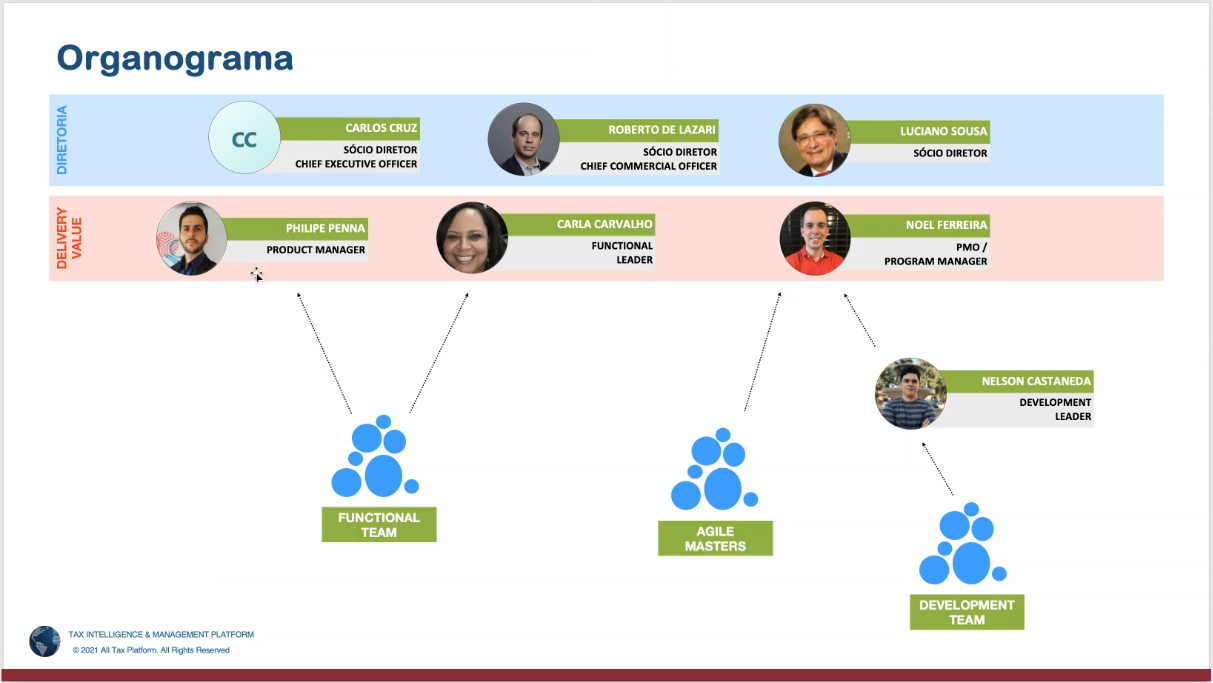 Organograma
DIRETORIA
CC
CARLOS CRUZ
SÓCIO DIRETOR
CHIEF EXECUTIVE OFFICER
ROBERTO DE LAZARI
SÓCIO DIRETOR
CHIEF COMMERCIAL OFFICER
LUCIANO SOUSA
SÓCIO DIRETOR
DELIVERY
VALUE
PHILIPE PENNA
PRODUCT MANAGER
CARLA CARVALHO
FUNCTIONAL
LEADER
NOEL FERREIRA
PMO /
PROGRAM MANAGER
NELSON CASTANEDA
DEVELOPMENT
LEADER
FUNCTIONAL
TEAM
AGILE
MASTERS
DEVELOPMENT
TEAM
TAX INTELLIGENCE & MANAGEMENT PLATFORM
© 2021 All Tax Platform. All Rights Reserved